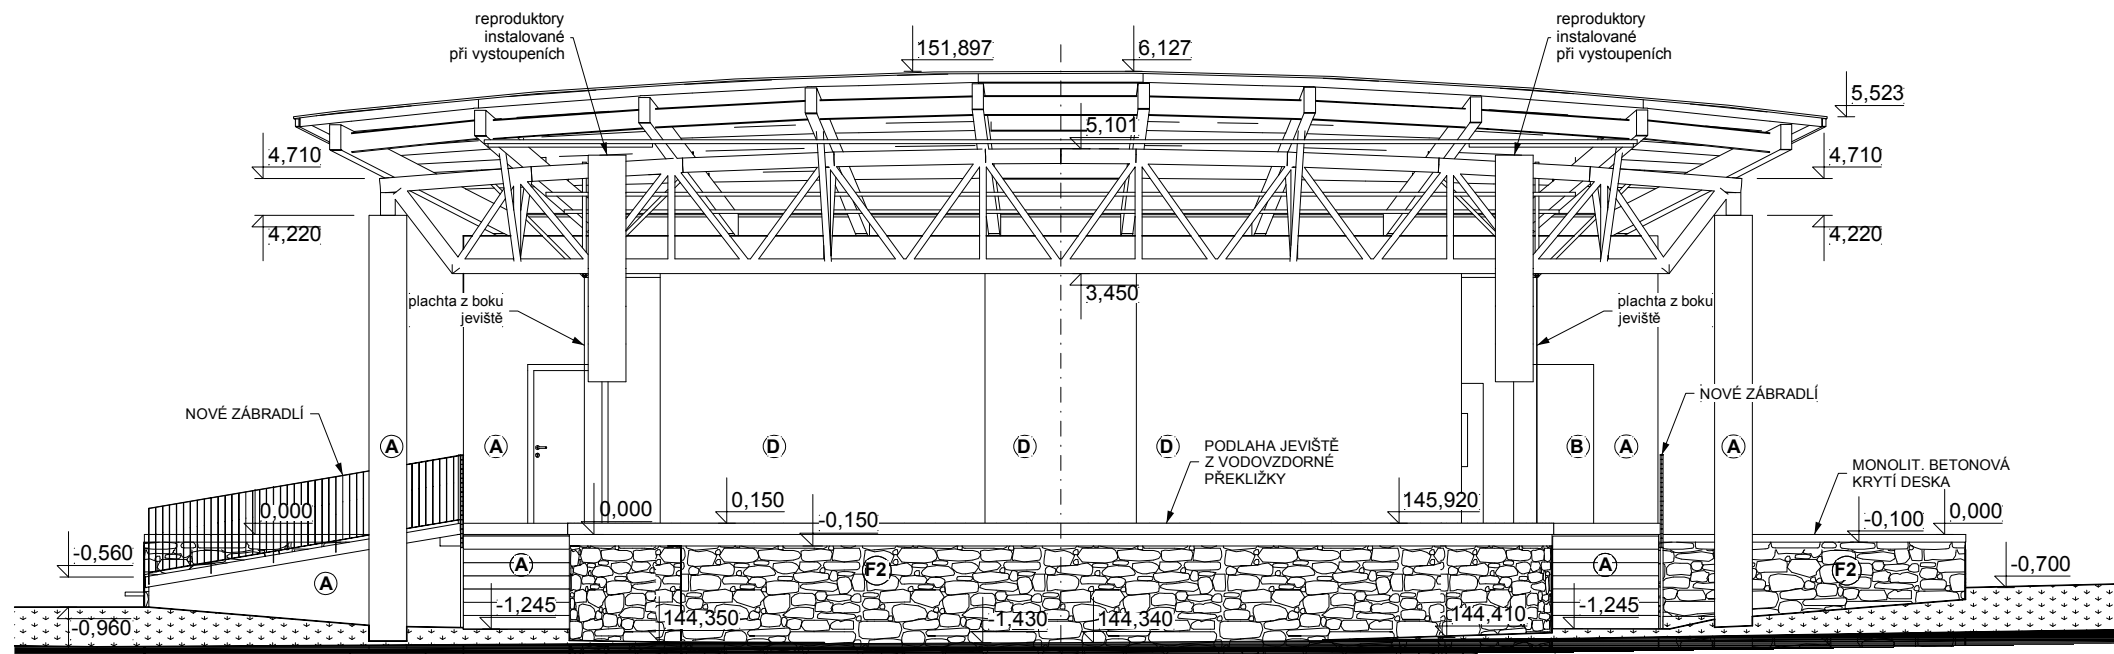 reproduktory
instalované
při vystoupeních
reproduktory
instalované
při vystoupeních
151,897
6,127
5,523
5,101
4,710
4,710
4,220
4,220
3,450
plachta z boku
jeviště
plachta z boku
jeviště
NOVÉ ZÁBRADLÍ
NOVÉ ZÁBRADLÍ
A
A
D
D
D
B
A
A
PODLAHA JEVIŠTĚ
Z VODOVZDORNÉ
PŘEKLIŽKY
MONOLIT. BETONOVÁ
KRYTÍ DESKA
0,000
0,000
0,150
-0,150
145,920
-0,100
0,000
-0,560
A
A
F2
A
F2
-0,700
-0,960
-1,245
144,350
-1,430
144,340
144,410
-1,245